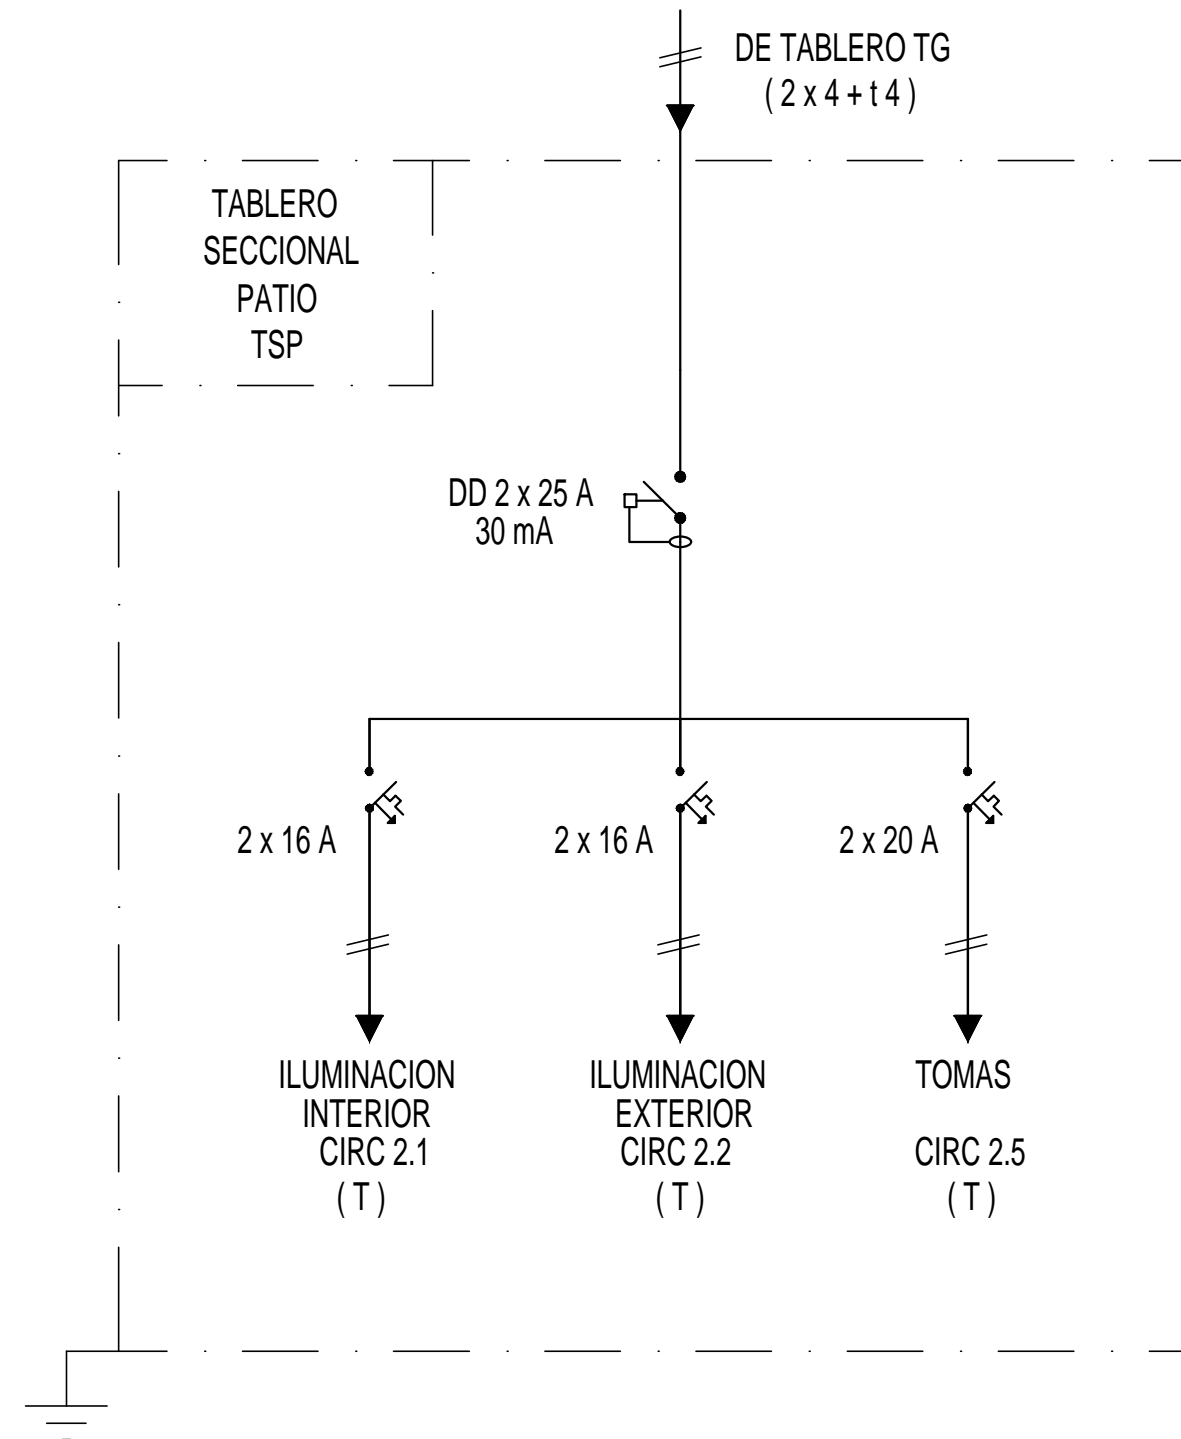 DE TABLERO TG
( 2 x 4 + t 4 )
TABLERO
SECCIONAL
PATIO
TSP
DD 2 x 25 A
30 mA
2 x 16 A
2 x 16 A
2 x 20 A
ILUMINACION
INTERIOR
CIRC 2.1
( T )
ILUMINACION
EXTERIOR
CIRC 2.2
( T )
TOMAS
CIRC 2.5
( T )